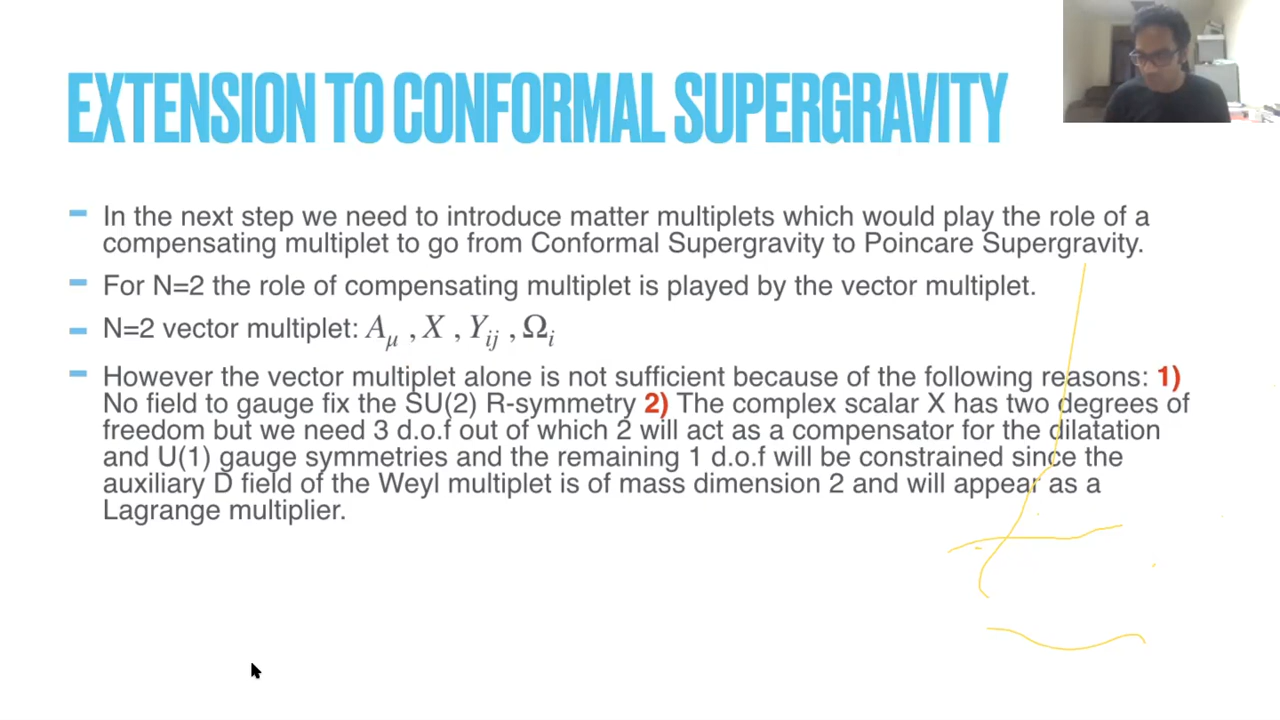 EXTENSION TO CONFORMAL SUPERGRAVITY
- In the next step we need to introduce matter multiplets which would play the role of a
compensating multiplet to go from Conformal Supergravity to Poincare Supergravity.
- For N=2 the role of compensating multiplet is played by the vector multiplet.
- N=2 vector multiplet: A_μ , X , Y_{ij} , Ω_i
- However the vector multiplet alone is not sufficient because of the following reasons: 1)
No field to gauge fix the SU(2) R-symmetry 2) The complex scalar X has two degrees of
freedom but we need 3 d.o.f out of which 2 will act as a compensator for the dilatation
and U(1) gauge symmetries and the remaining 1 d.o.f will be constrained since the
auxiliary D field of the Weyl multiplet is of mass dimension 2 and will appear as a
Lagrange multiplier.